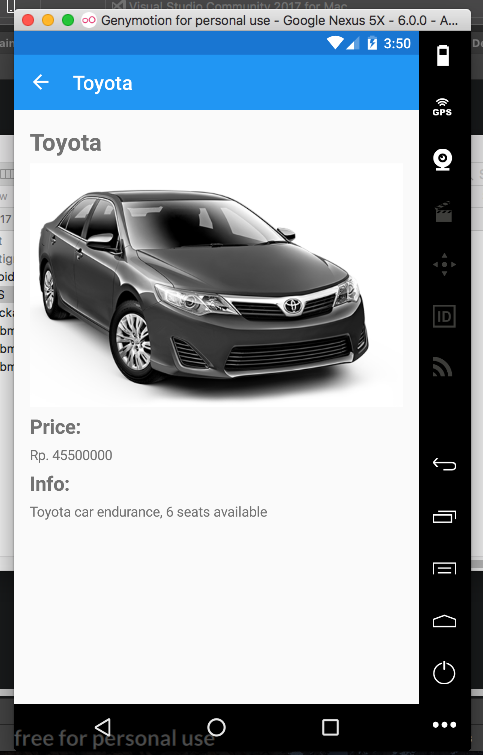 Visual Studio Community 2017 for Mac
Genymotion for personal use - Google Nexus 5X - 6.0.0 - A...
3:50
Toyota
Toyota
Price:
Rp. 45500000
Info:
Toyota car endurance, 6 seats available
GPS
ID
free for personal use